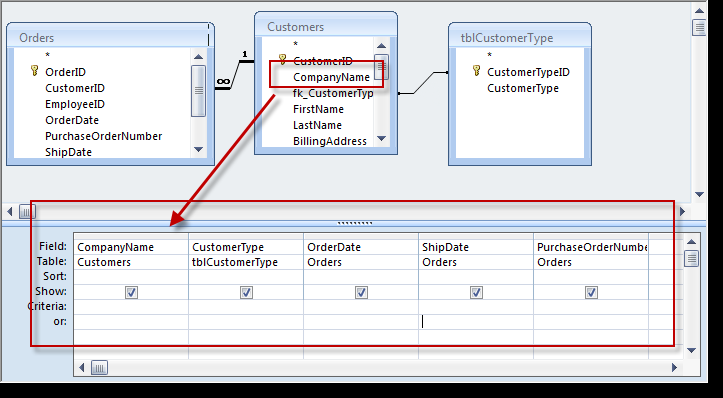 Orders
*
OrderID
CustomerID
EmployeeID
OrderDate
PurchaseOrderNumber
ShipDate
1
∞
Customers
*
CustomerID
CompanyName
fk_CustomerTyp
FirstName
LastName
BillingAddress
tblCustomerType
*
CustomerTypeID
CustomerType
Field: CompanyName CustomerType OrderDate ShipDate PurchaseOrderNumbe
Table: Customers tblCustomerType Orders Orders Orders
Sort:
Show:
Criteria:
or: